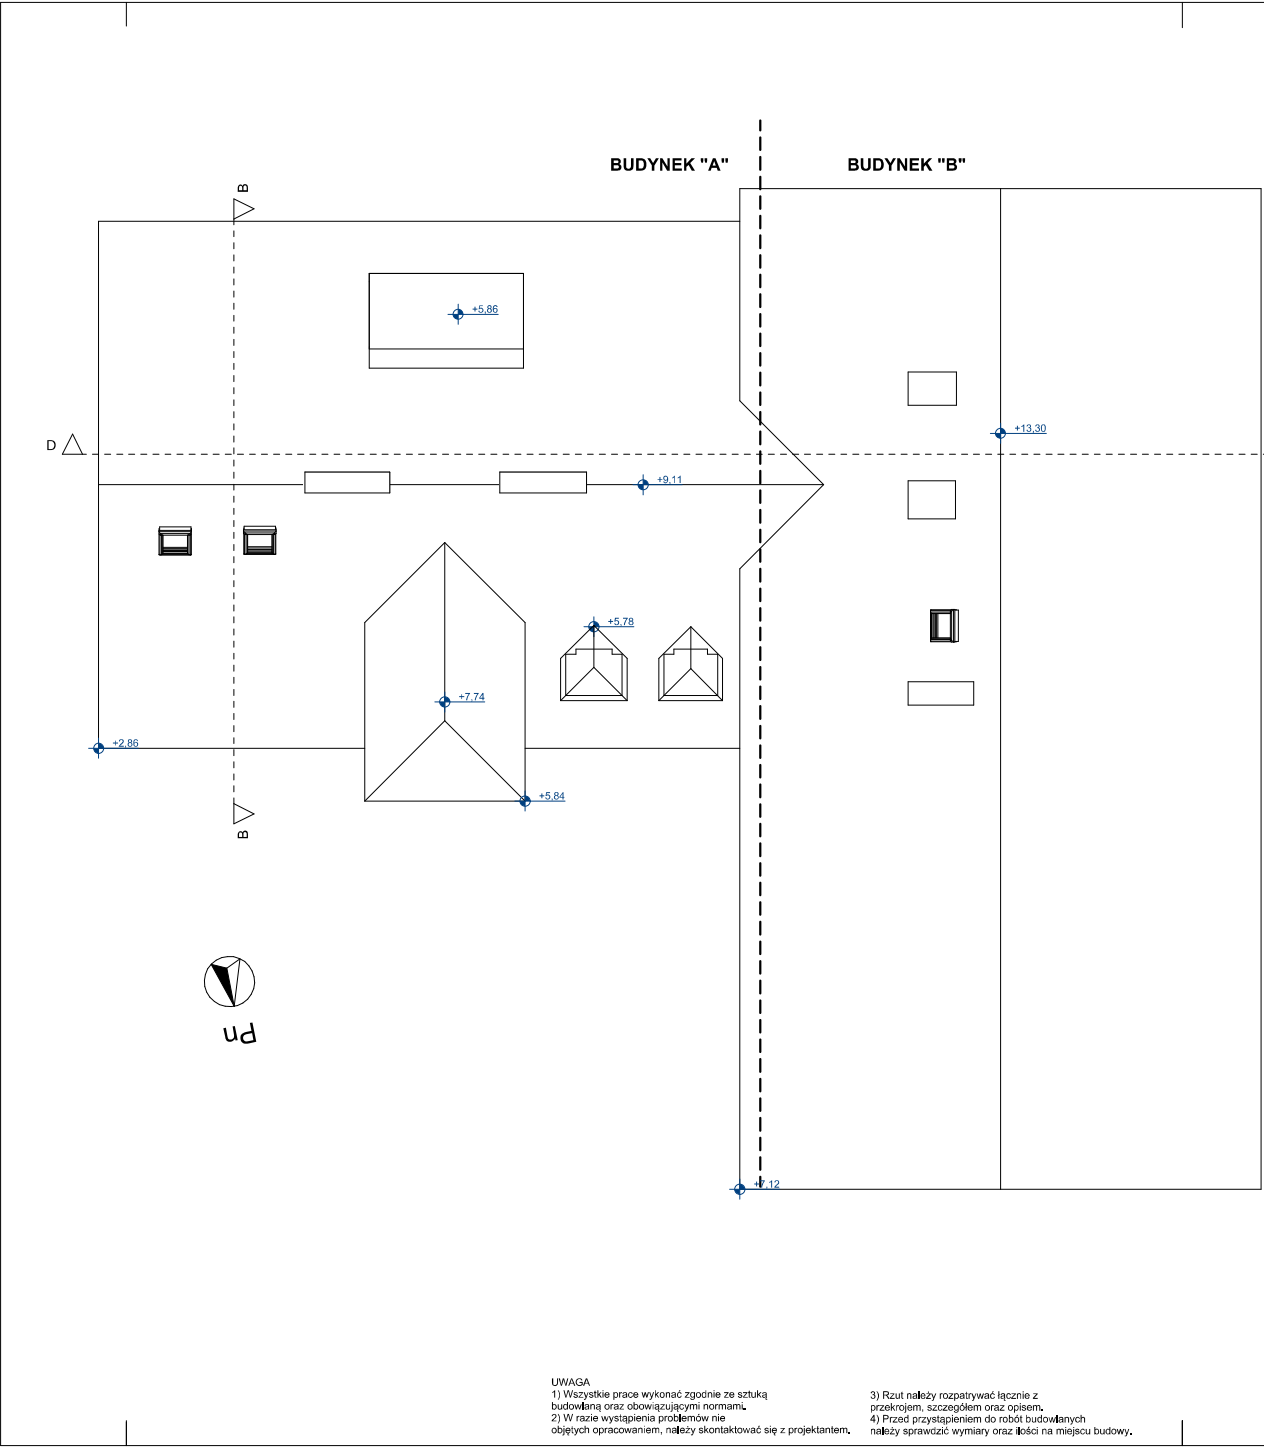 BUDYNEK "A"
BUDYNEK "B"
B
+5,86
D
+13,30
+9,11
+5,78
+7,74
+2,86
+5,84
B
Pn
+7,12
UWAGA
1) Wszystkie prace wykonać zgodnie ze sztuką
budowlaną oraz obowiązującymi normami.
2) W razie wystąpienia problemów nie
objętych opracowaniem, należy skontaktować się z projektantem.
3) Rzut należy rozpatrywać łącznie z
przekrojem, szczegółem oraz opisem.
4) Przed przystąpieniem do robót budowlanych
należy sprawdzić wymiary oraz ilości na miejscu budowy.